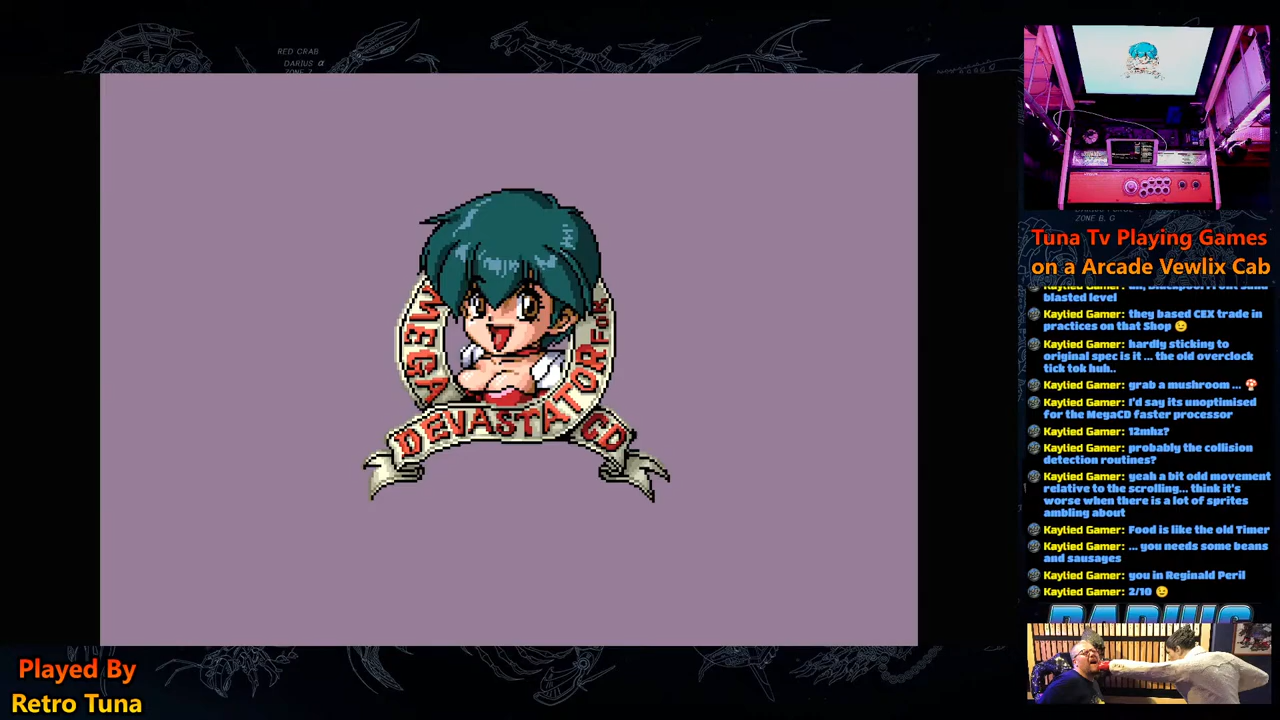 RED CRAB
DARIUS α
MEGA
DEVASTATOR FOR
CD
ZONE B, G
Tuna Tv Playing Games
on a Arcade Vewlix Cab
blasted level
Kaylied Gamer: they based CEX trade in
practices on that Shop 😉
Kaylied Gamer: hardly sticking to
original spec is it ... the old overclock
tick tok huh..
Kaylied Gamer: grab a mushroom ... 🍄
Kaylied Gamer: I'd say its unoptimised
for the MegaCD faster processor
Kaylied Gamer: 12mhz?
Kaylied Gamer: probably the collision
detection routines?
Kaylied Gamer: yeah a bit odd movement
relative to the scrolling... think it's
worse when there is a lot of sprites
ambling about
Kaylied Gamer: Food is like the old Timer
Kaylied Gamer: ... you needs some beans
and sausages
Kaylied Gamer: you in Reginald Peril
Kaylied Gamer: 2/10 😉
DARIUS
Played By
Retro Tuna